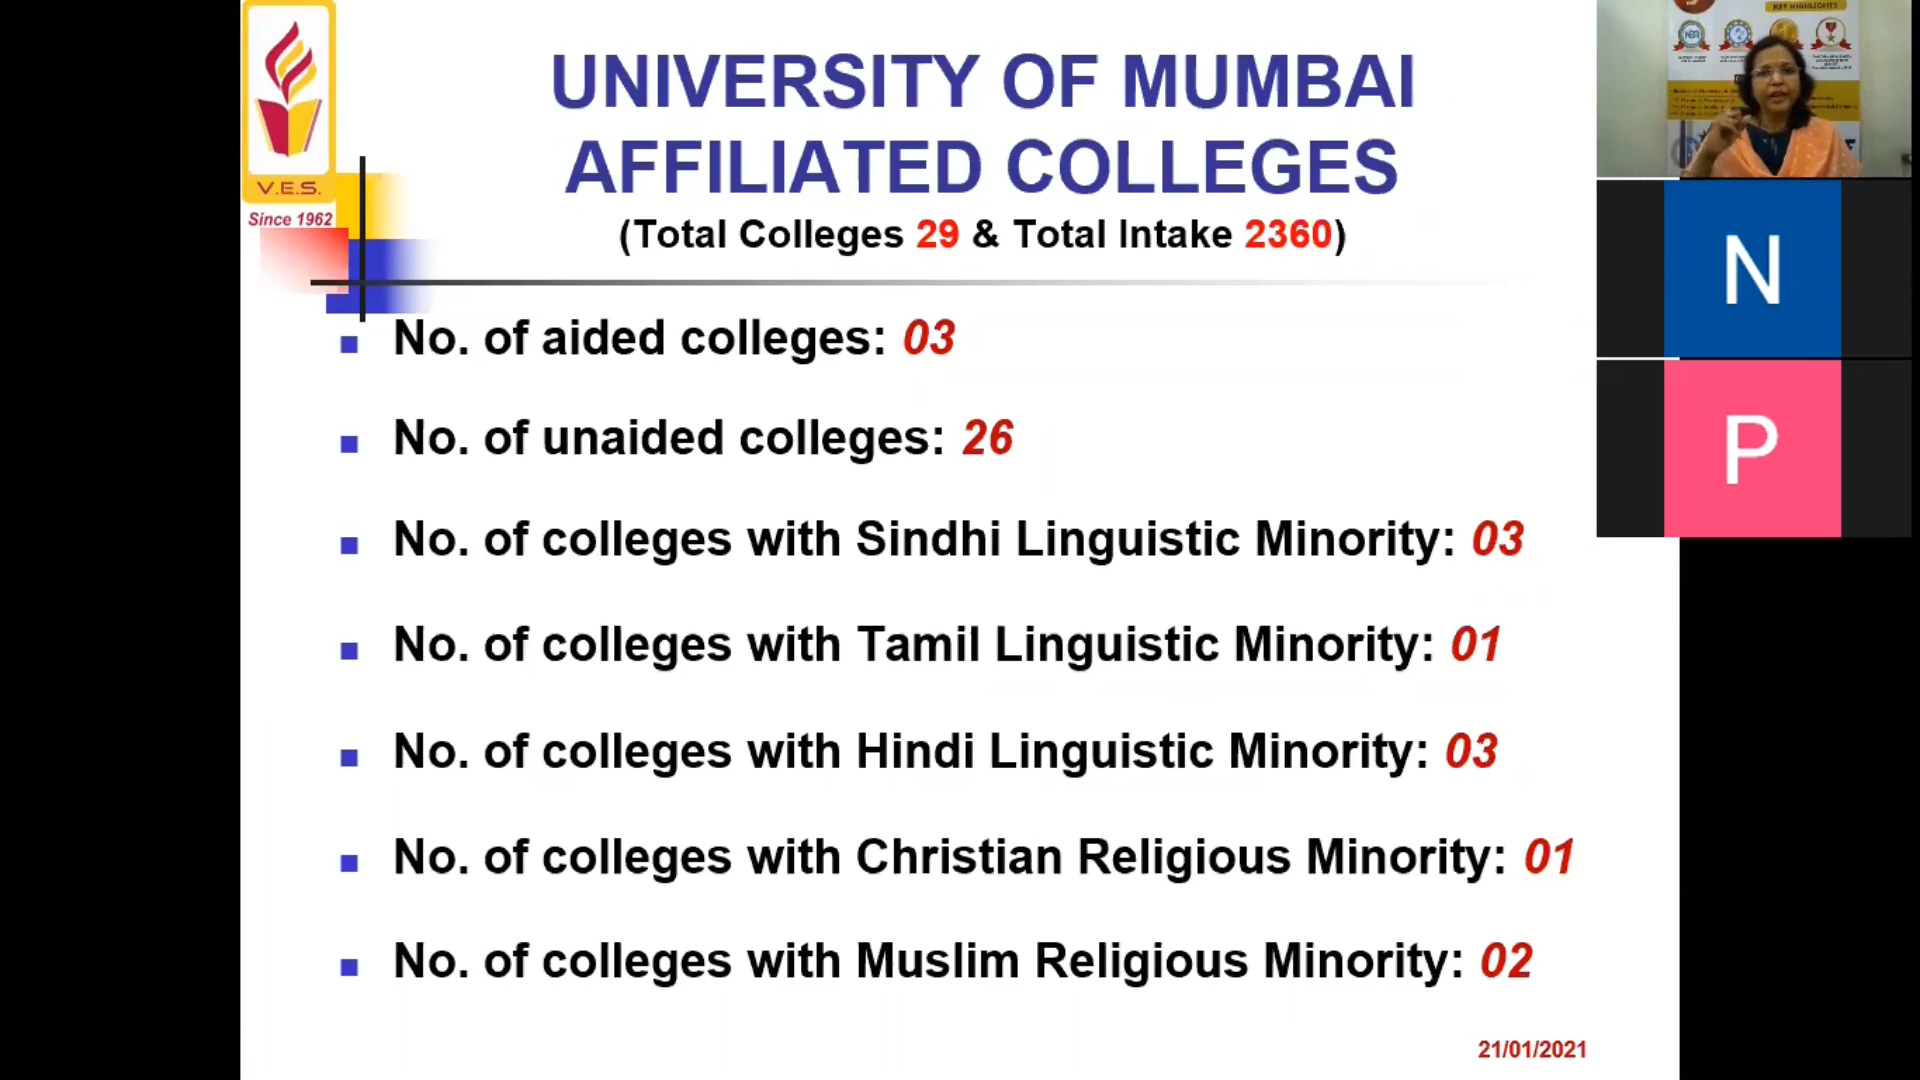 V.E.S.
Since 1962
UNIVERSITY OF MUMBAI
AFFILIATED COLLEGES
(Total Colleges 29 & Total Intake 2360)
No. of aided colleges: 03
No. of unaided colleges: 26
No. of colleges with Sindhi Linguistic Minority: 03
No. of colleges with Tamil Linguistic Minority: 01
No. of colleges with Hindi Linguistic Minority: 03
No. of colleges with Christian Religious Minority: 01
No. of colleges with Muslim Religious Minority: 02
21/01/2021
KEY HIGHLIGHTS
N
P